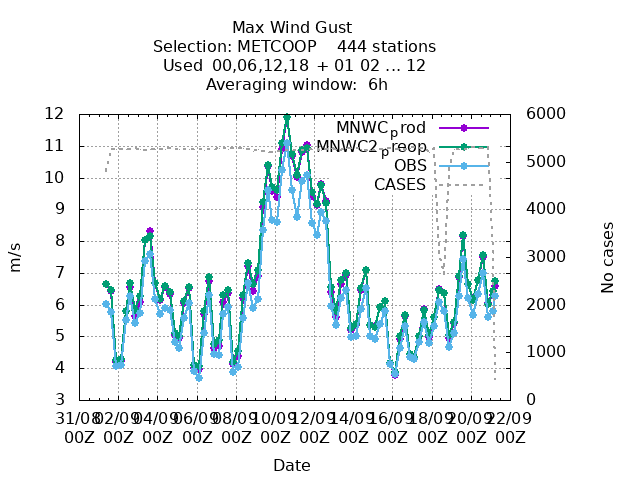 Max Wind Gust
Selection: METCOOP 444 stations
Used 00,06,12,18 + 01 02 ... 12
Averaging window: 6h
12
11
10
9
8
7
6
5
4
3
m/s
6000
5000
4000
3000
2000
1000
0
No cases
MNWCprod
MNWC2preop
OBS
CASES
31/08 02/09 04/09 06/09 08/09 10/09 12/09 14/09 16/09 18/09 20/09 22/09
00Z 00Z 00Z 00Z 00Z 00Z 00Z 00Z 00Z 00Z 00Z 00Z
Date